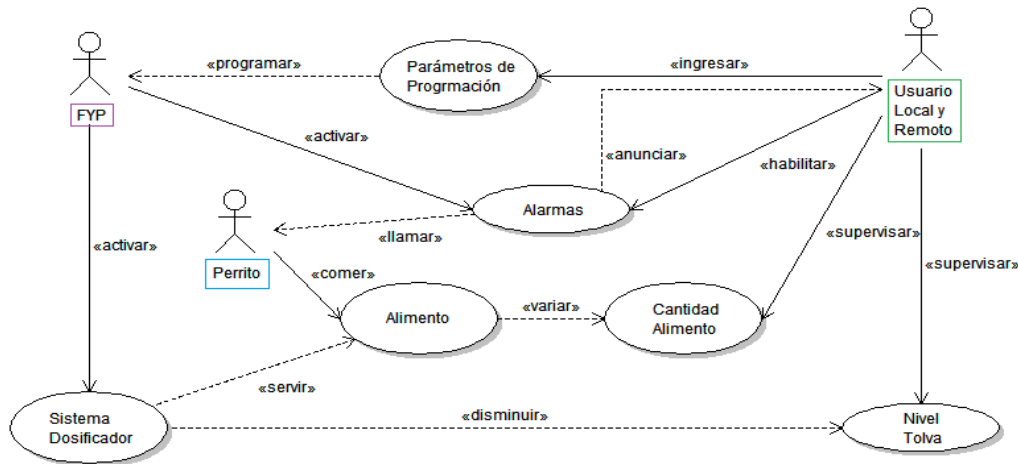 «programar»
Parámetros de
Progrmación
«ingresar»
FYP
Usuario
Local y
Remoto
«activar»
«anunciar»
«habilitar»
Alarmas
«llamar»
«supervisar»
«activar»
Perrito
«comer»
«supervisar»
Alimento
«variar»
Cantidad
Alimento
«servir»
Sistema
Dosificador
«disminuir»
Nivel
Tolva